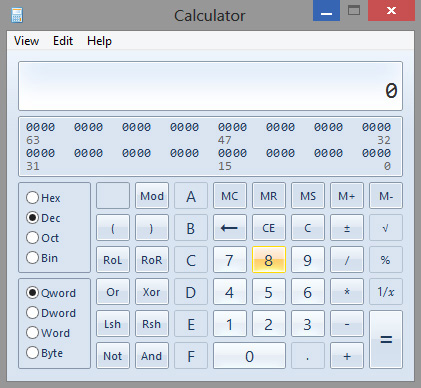 Calculator
View Edit Help
0
0000 0000 0000 0000 0000 0000 0000 0000
63 47 32
0000 0000 0000 0000 0000 0000 0000 0000
31 15 0
Hex
Dec
Oct
Bin
Qword
Dword
Word
Byte
Mod A MC MR MS M+ M-
( ) B ← CE C ± √
RoL RoR C 7 8 9 / %
Or Xor D 4 5 6 * 1/x
Lsh Rsh E 1 2 3 - =
Not And F 0 . +